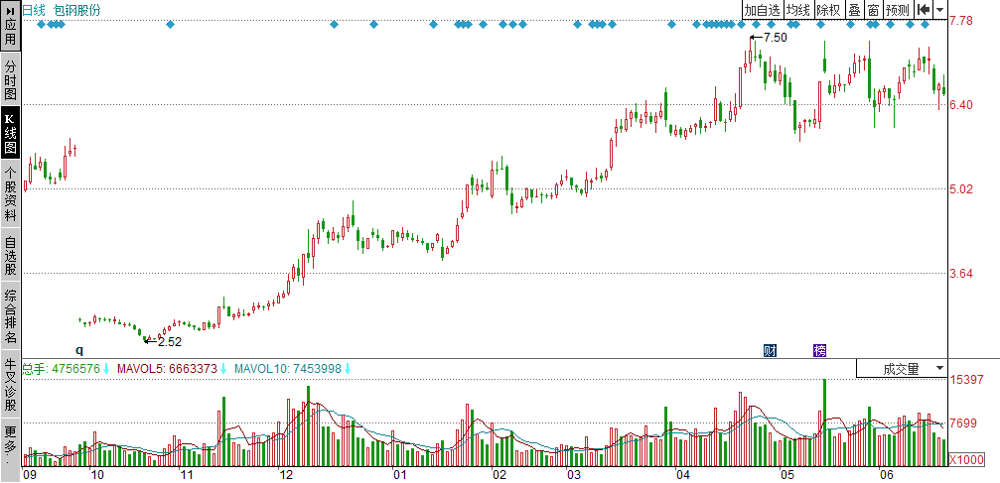 日线 包钢股份
加自选 均线 除权 叠 窗 预测
应用
分时图
K线图
个股资料
自选股
综合排名
牛叉诊股
更多
7.78
7.50
6.40
5.02
3.64
2.52
q
财 榜
总手: 4756576 MAVOL5: 6663373 MAVOL10: 7453998
成交量
15397
7699
X1000
09 10 11 12 01 02 03 04 05 06